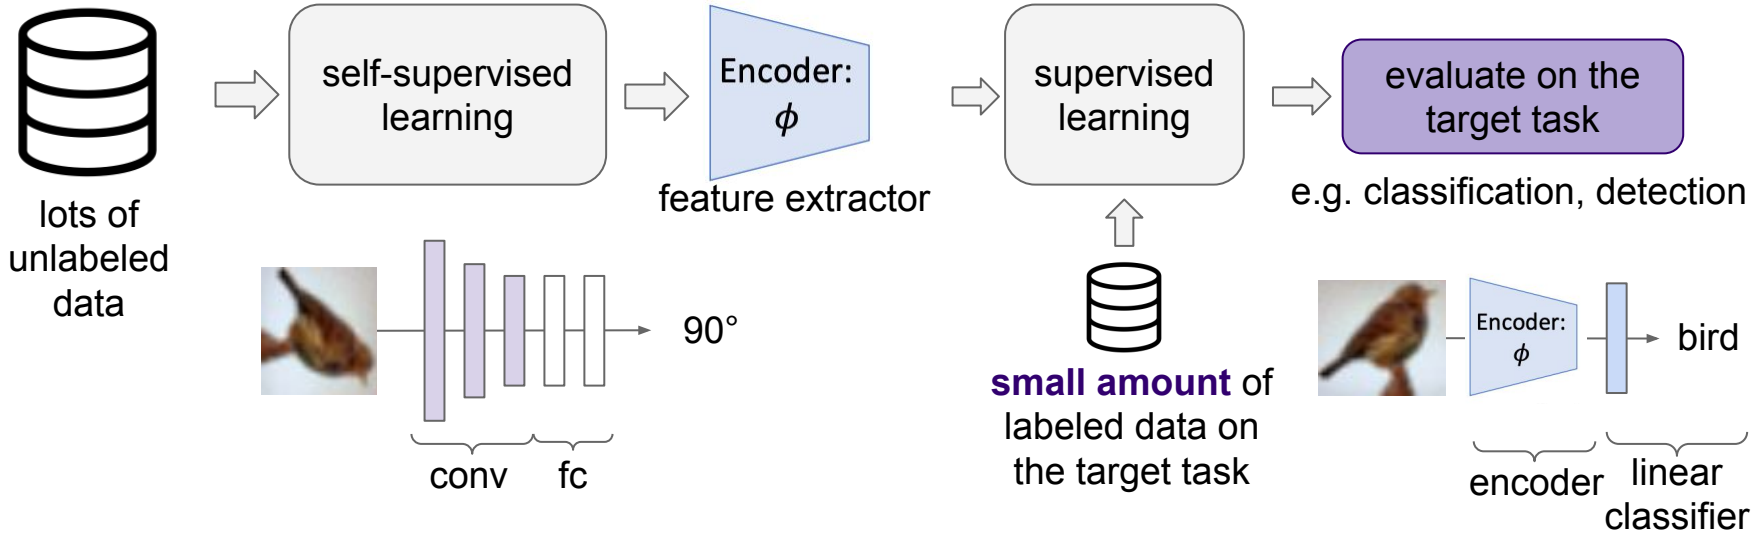 lots of
unlabeled
data
self-supervised
learning
Encoder:
ϕ
feature extractor
supervised
learning
evaluate on the
target task
e.g. classification, detection
90°
conv
fc
small amount of
labeled data on
the target task
Encoder:
ϕ
bird
encoder
linear
classifier